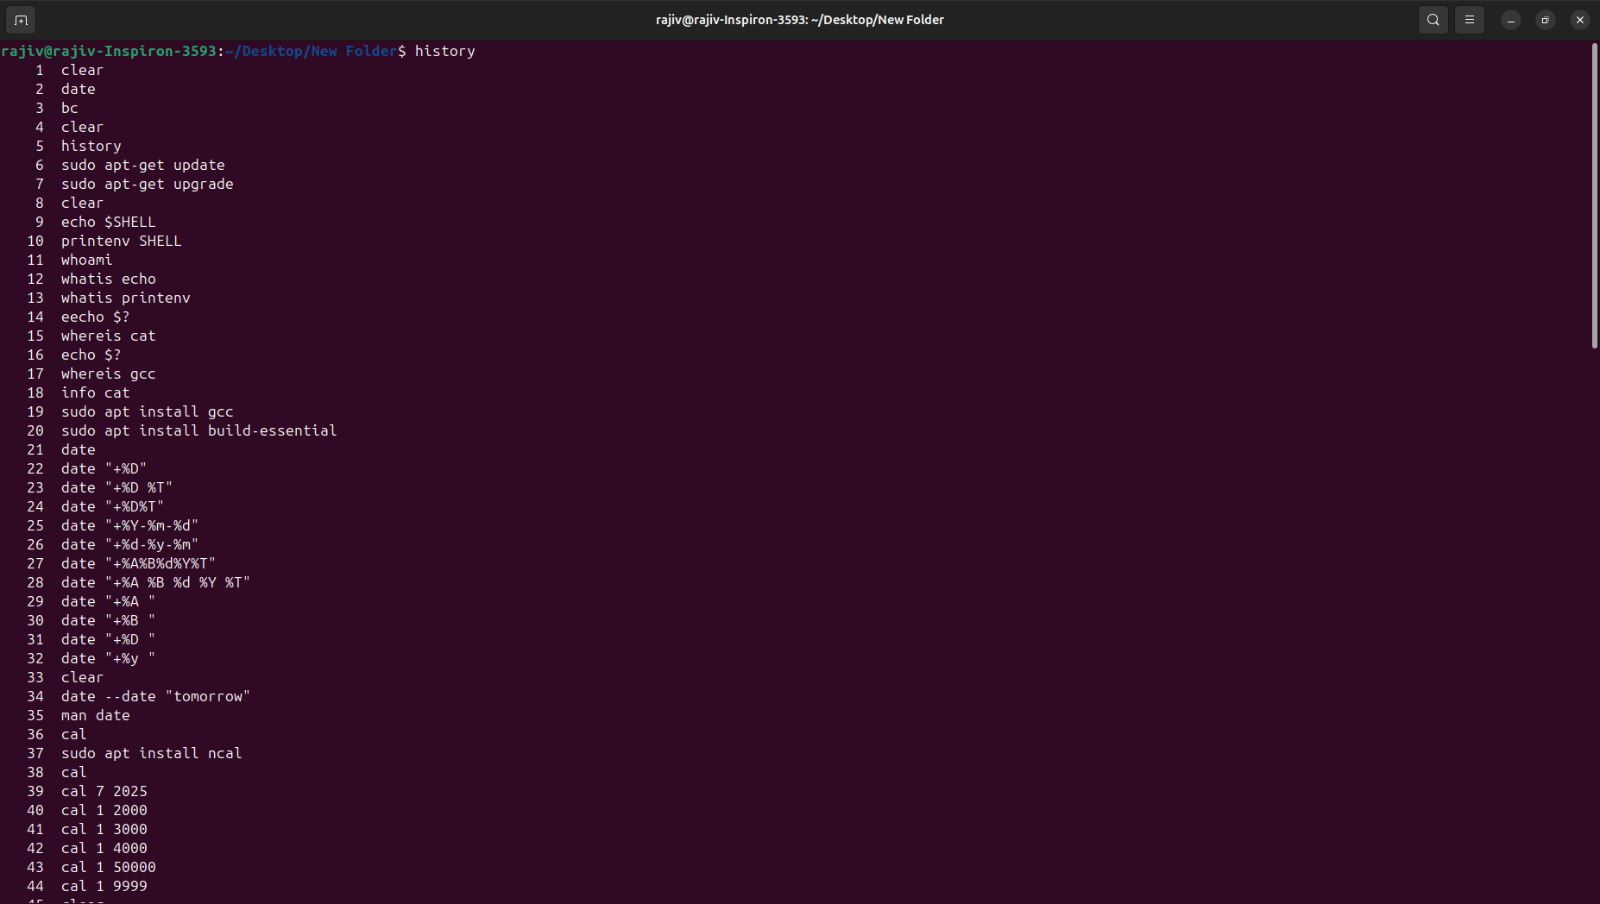 rajiv@rajiv-Inspiron-3593: ~/Desktop/New Folder
rajiv@rajiv-Inspiron-3593:~/Desktop/New Folder$ history
1 clear
2 date
3 bc
4 clear
5 history
6 sudo apt-get update
7 sudo apt-get upgrade
8 clear
9 echo $SHELL
10 printenv SHELL
11 whoami
12 whatis echo
13 whatis printenv
14 eecho $?
15 whereis cat
16 echo $?
17 whereis gcc
18 info cat
19 sudo apt install gcc
20 sudo apt install build-essential
21 date
22 date "+%D"
23 date "+%D %T"
24 date "+%D%T"
25 date "+%Y-%m-%d"
26 date "+%d-%y-%m"
27 date "+%A%B%d%Y%T"
28 date "+%A %B %d %Y %T"
29 date "+%A "
30 date "+%B "
31 date "+%D "
32 date "+%y "
33 clear
34 date --date "tomorrow"
35 man date
36 cal
37 sudo apt install ncal
38 cal
39 cal 7 2025
40 cal 1 2000
41 cal 1 3000
42 cal 1 4000
43 cal 1 50000
44 cal 1 9999
45 clear